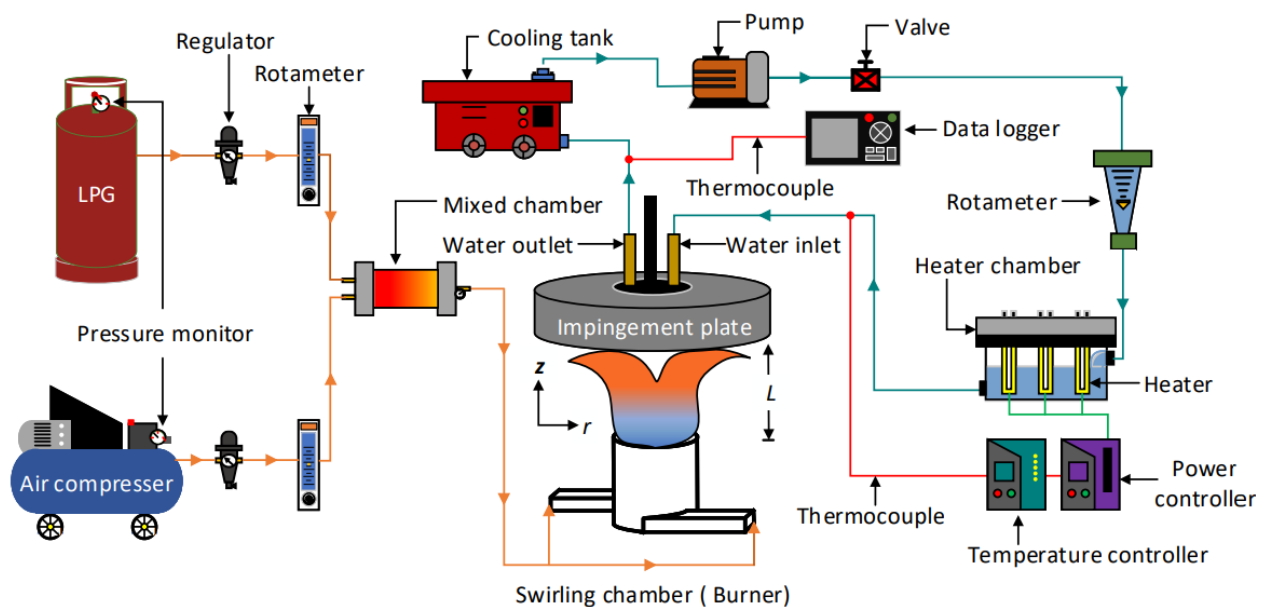 Regulator
Rotameter
Cooling tank
Pump
Valve
Data logger
Thermocouple
LPG
Mixed chamber
Water outlet
Water inlet
Rotameter
Heater chamber
Impingement plate
Pressure monitor
z
L
r
Heater
Air compresser
Power
controller
Thermocouple
Temperature controller
Swirling chamber ( Burner)